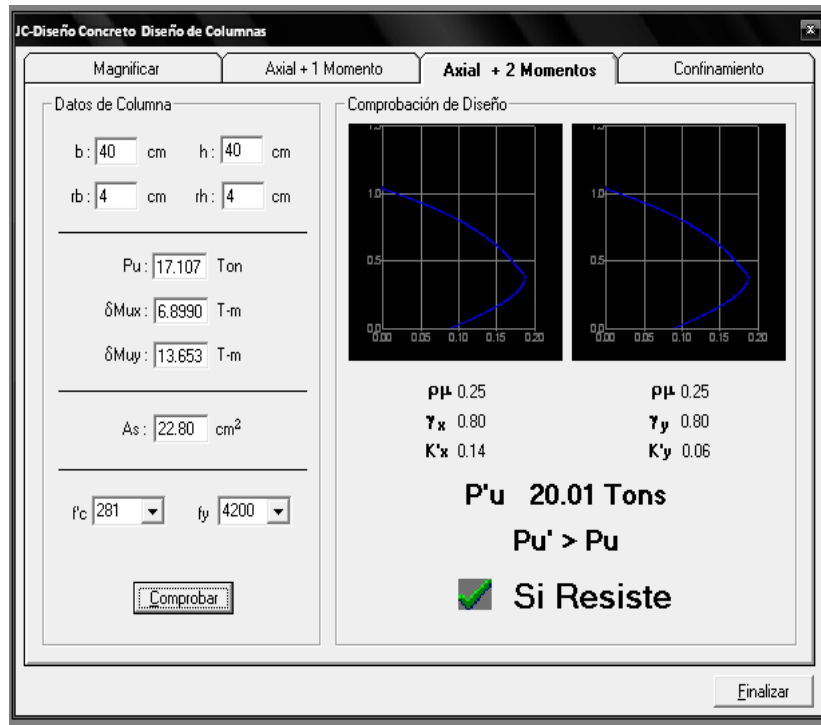 JC-Diseño Concreto Diseño de Columnas
x
Magnificar
Axial + 1 Momento
Axial + 2 Momentos
Confinamiento
Datos de Columna
b: 40 cm h: 40 cm
rb: 4 cm rh: 4 cm
Pu: 17.107 Ton
δMux: 6.8990 T-m
δMuy: 13.653 T-m
As: 22.80 cm²
f'c 281 fy 4200
Comprobar
Comprobación de Diseño
1.0
0.5
0.0
0.00 0.05 0.10 0.15 0.20
1.0
0.5
0.0
0.00 0.05 0.10 0.15 0.20
ρμ 0.25
γx 0.80
K'x 0.14
ρμ 0.25
γy 0.80
K'y 0.06
P'u 20.01 Tons
Pu' > Pu
Si Resiste
Finalizar